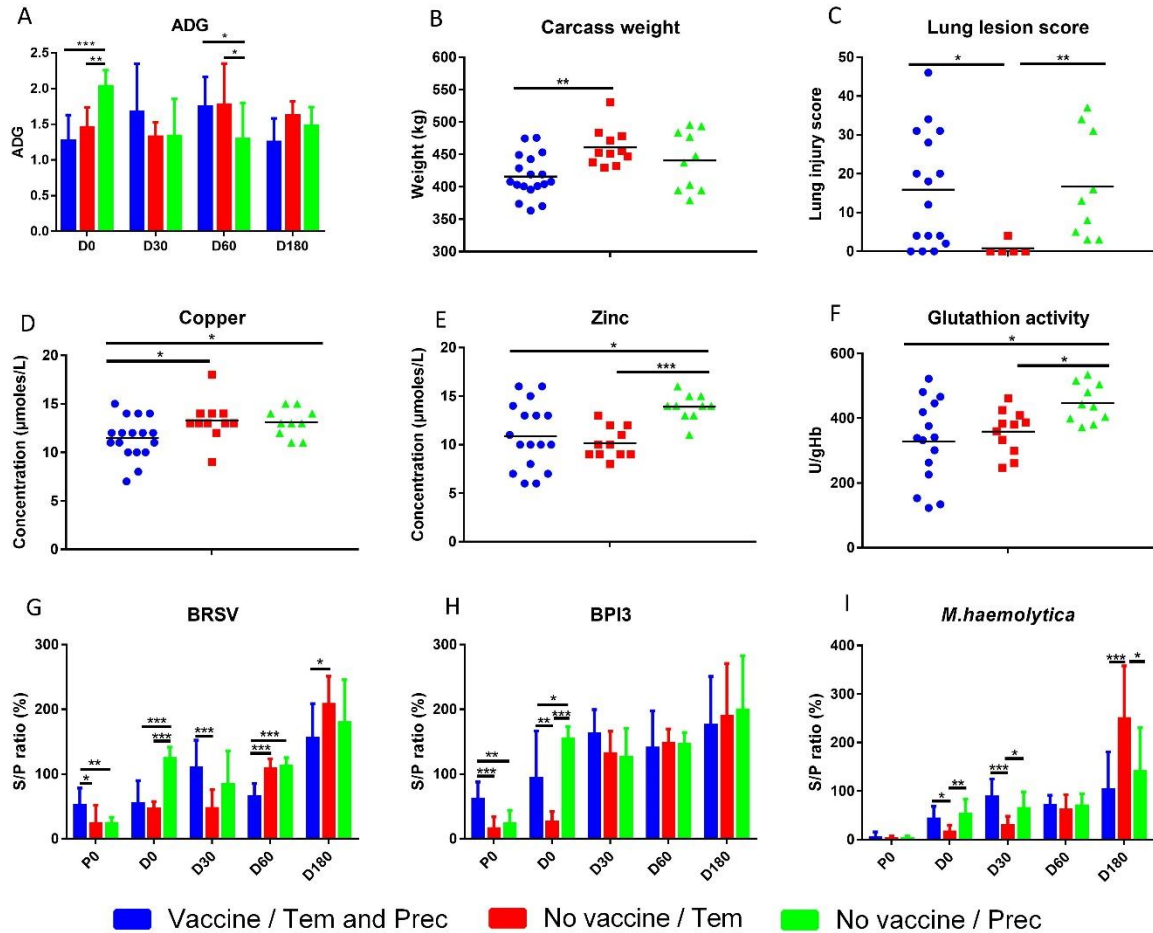 A
ADG
***
**
*
*
2.5
2.0
1.5
1.0
0.5
0.0
ADG
D0 D30 D60 D180
B
Carcass weight
**
550
500
450
400
350
300
Weight (kg)
C
Lung lesion score
* **
50
40
30
20
10
0
Lung injury score
D
Copper
*
*
20
15
10
5
0
Concentration (µmoles/L)
E
Zinc
*
***
20
15
10
5
0
Concentration (µmoles/L)
F
Glutathion activity
*
*
600
400
200
0
U/gHb
G
BRSV
** * *** *** *** *** *** *
300
200
100
0
S/P ratio (%)
P0 D0 D30 D60 D180
H
BPI3
** *** * ** ***
300
200
100
0
S/P ratio (%)
P0 D0 D30 D60 D180
I
M.haemolytica
* ** *** * *** *
400
300
200
100
0
S/P ratio (%)
P0 D0 D30 D60 D180
Vaccine / Tem and Prec No vaccine / Tem No vaccine / Prec